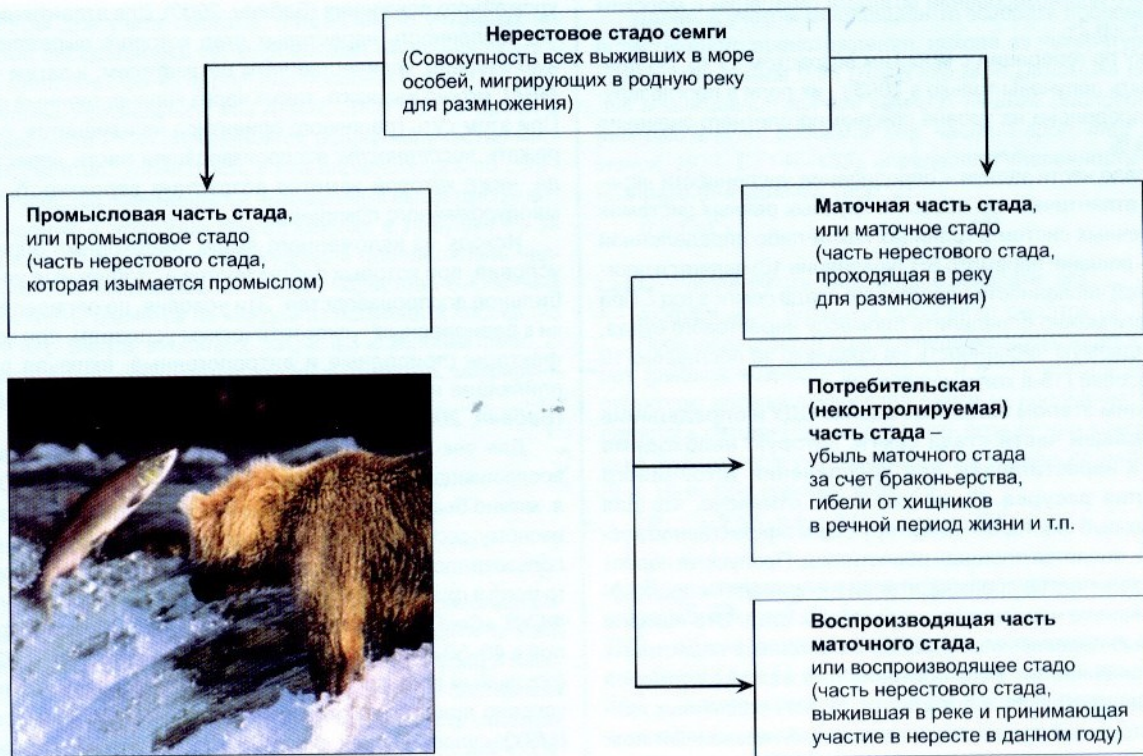 Нерестовое стадо семги
(Совокупность всех выживших в море
особей, мигрирующих в родную реку
для размножения)
Промысловая часть стада,
или промысловое стадо
(часть нерестового стада,
которая изымается промыслом)
Маточная часть стада,
или маточное стадо
(часть нерестового стада,
проходящая в реку
для размножения)
Потребительская
(неконтролируемая)
часть стада –
убыль маточного стада
за счет браконьерства,
гибели от хищников
в речной период жизни и т.п.
Воспроизводящая часть
маточного стада,
или воспроизводящее стадо
(часть нерестового стада,
выжившая в реке и принимающая
участие в нересте в данном году)